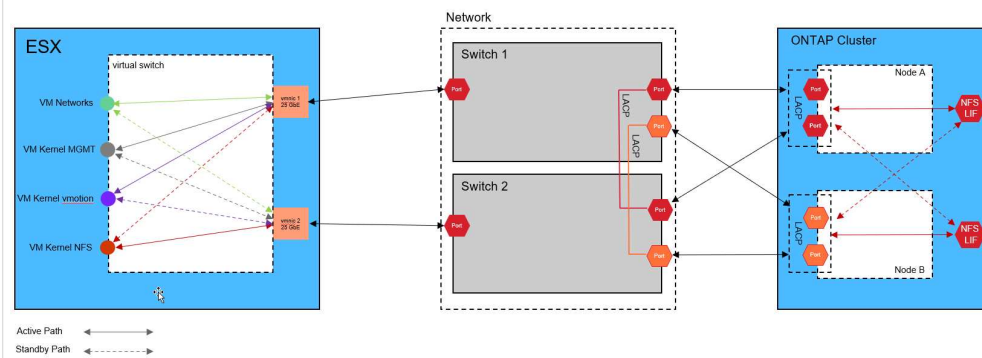 Network
ESX
virtual switch
VM Networks
VM Kernel MGMT
VM Kernel vmotion
VM Kernel NFS
vmnic 1
25 GbE
vmnic 2
25 GbE
Switch 1
Port
Port
Port
LACP
LACP
Switch 2
Port
Port
Port
ONTAP Cluster
Node A
LACP
Port
Port
NFS
LIF
LACP
Port
Port
NFS
LIF
Node B
Active Path
Standby Path